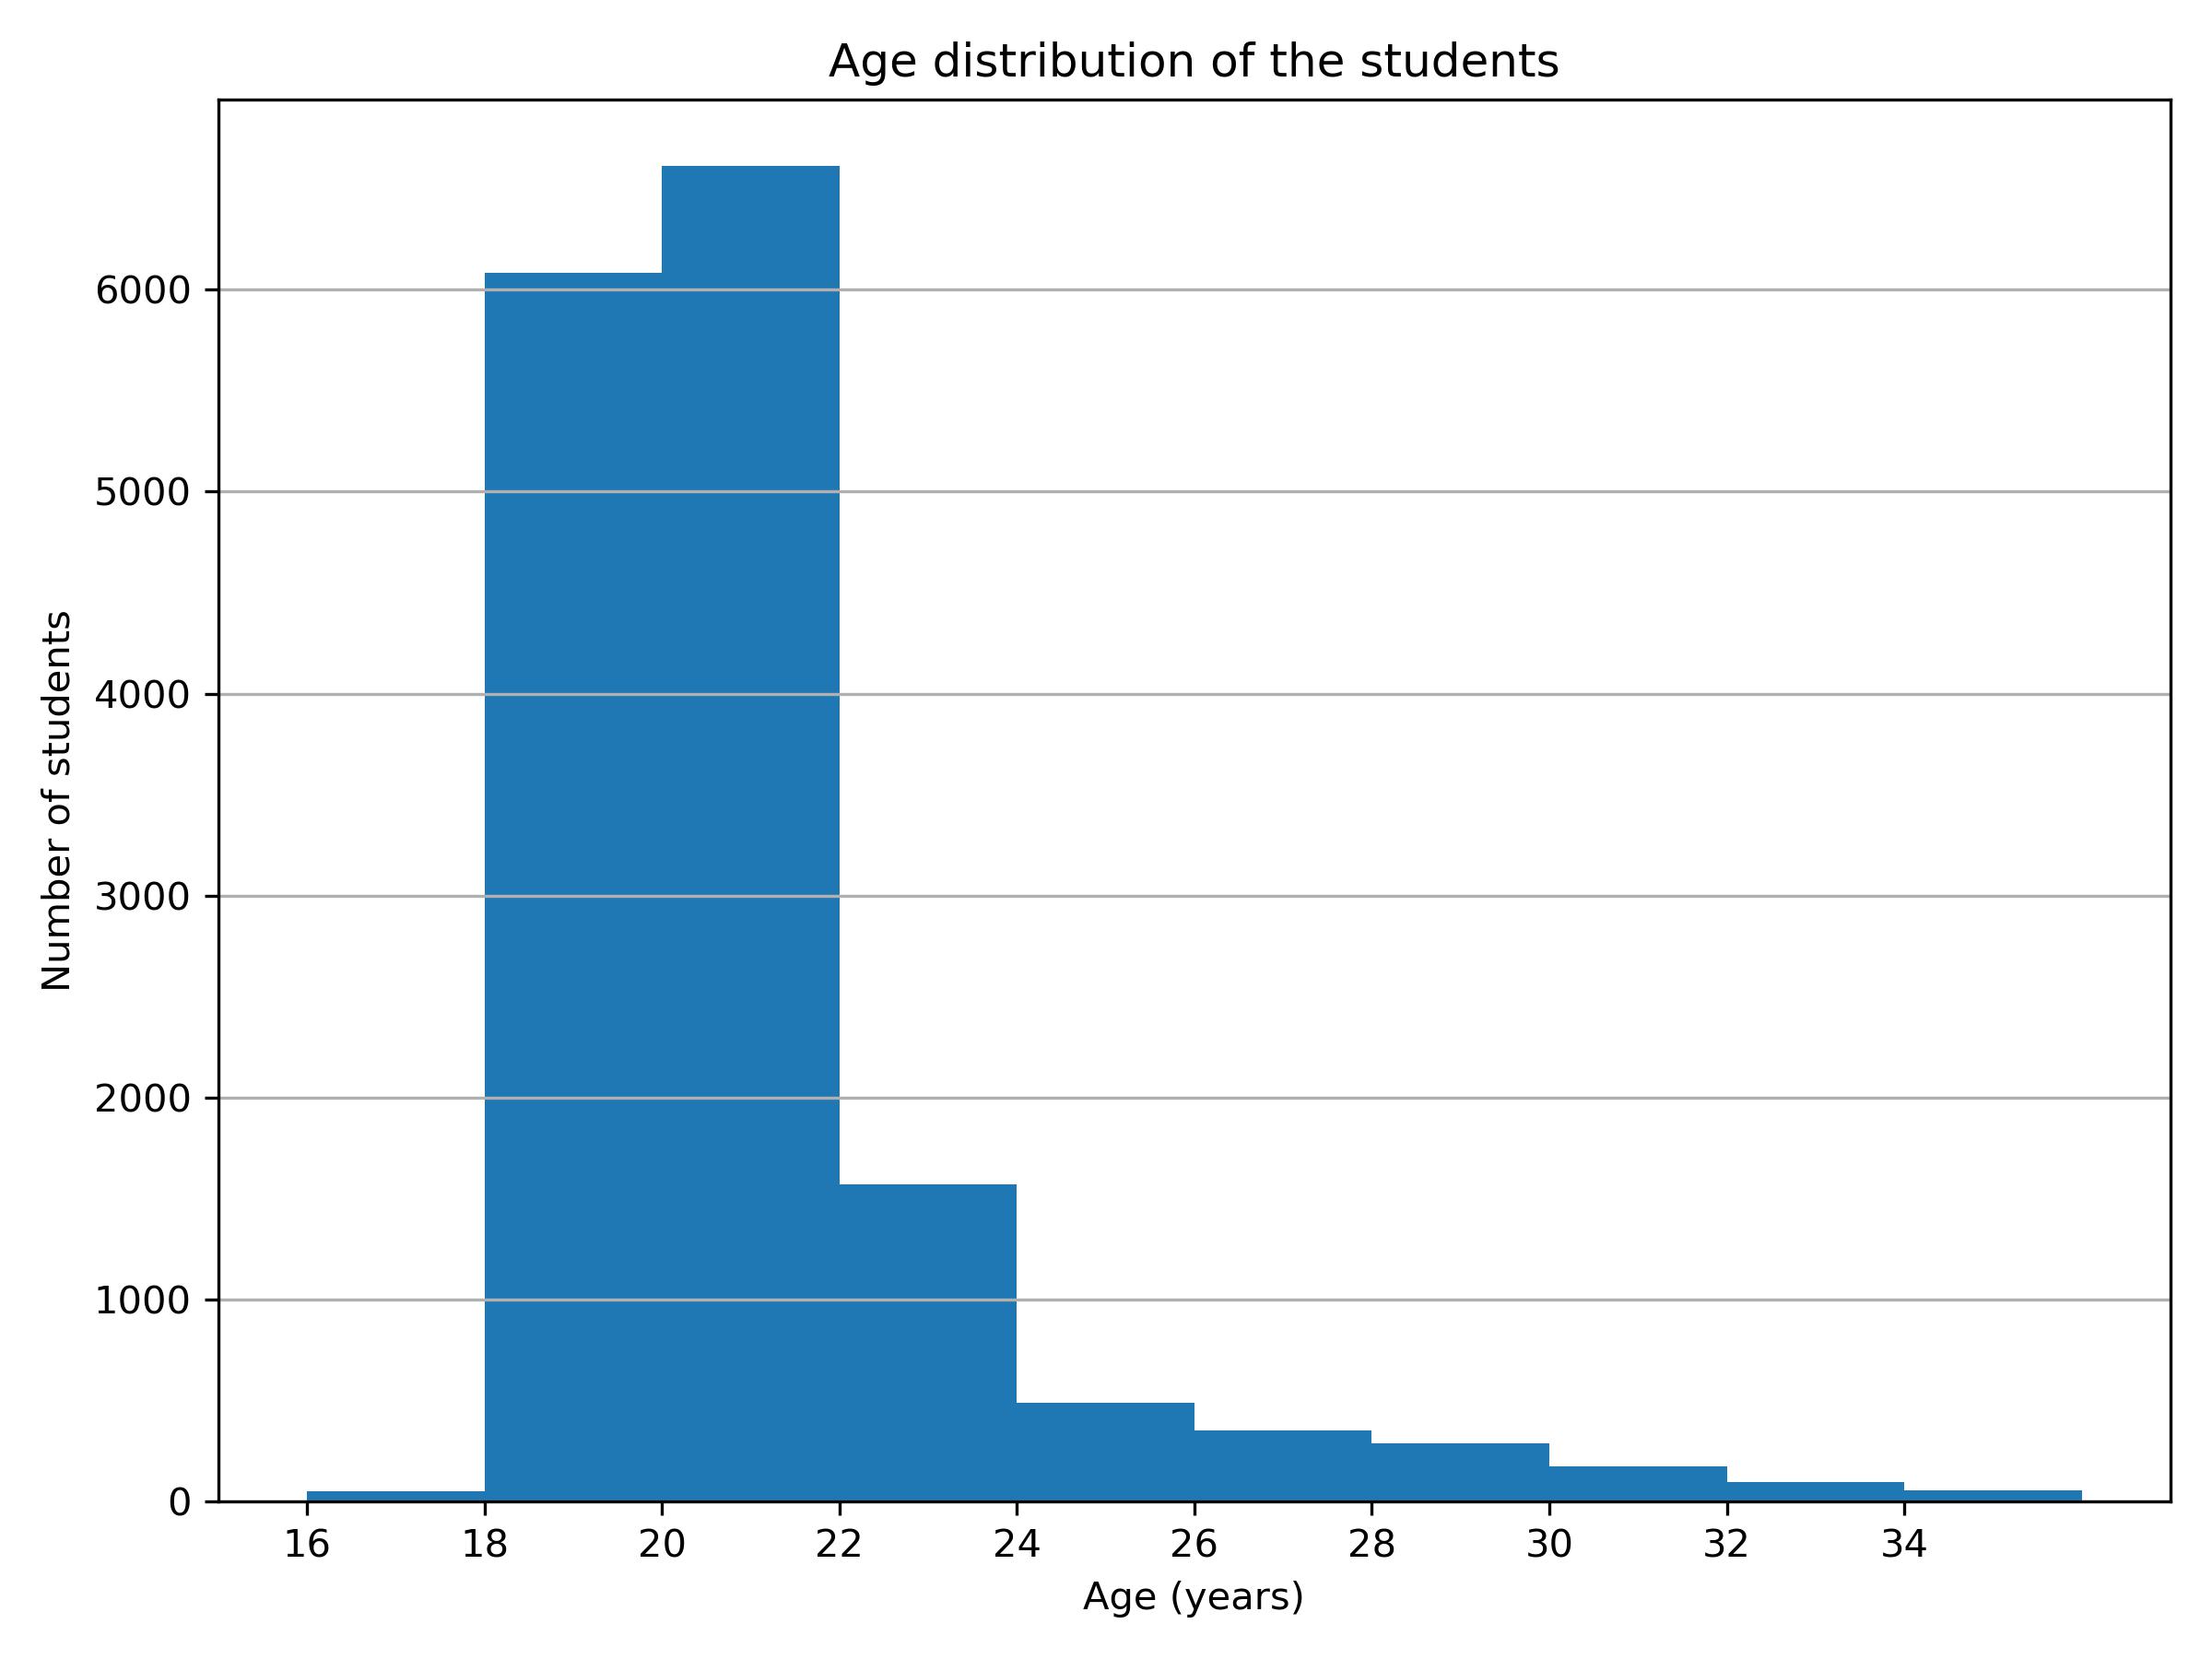 Age distribution of the students
Number of students
6000
5000
4000
3000
2000
1000
0
16 18 20 22 24 26 28 30 32 34
Age (years)